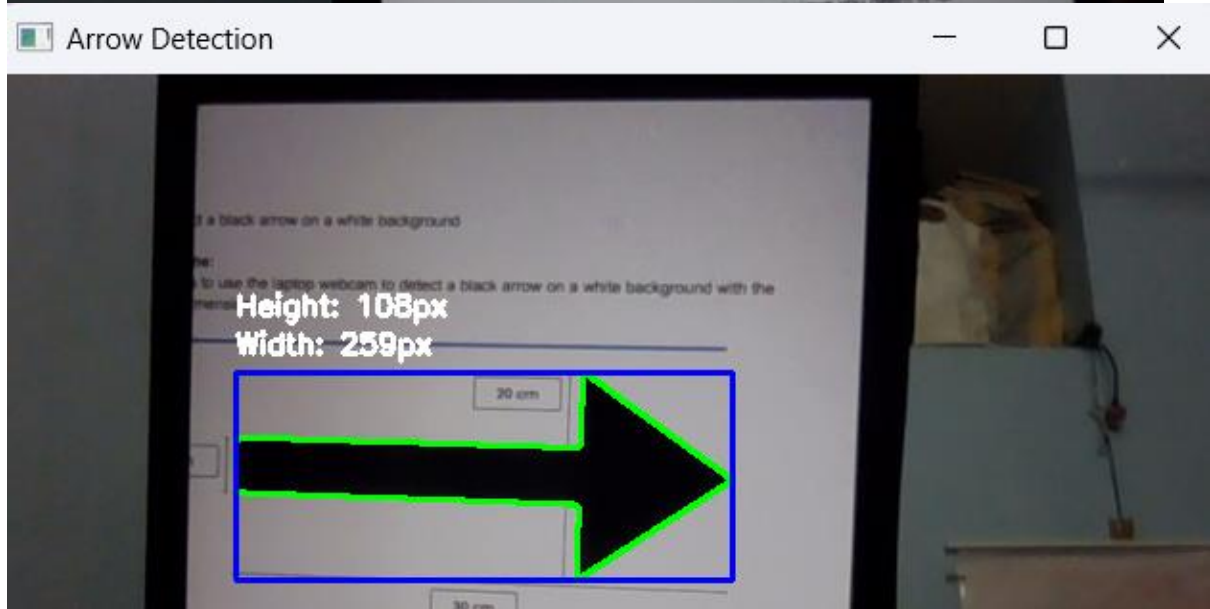 Arrow Detection
a black arrow on a white background
to use the laptop webcam to detect a black arrow on a white background with the
Height: 108px
Width: 259px
20 cm
30 cm